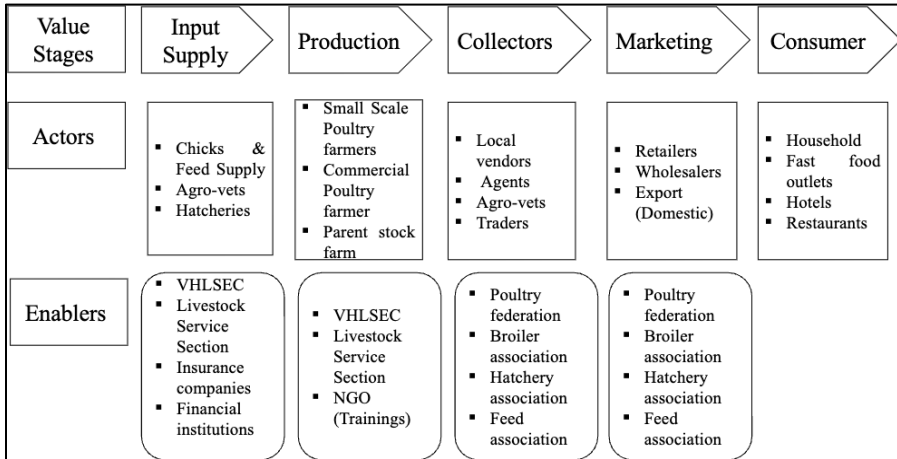 Value
Stages
Input
Supply
Production
Collectors
Marketing
Consumer
Actors
▪ Chicks &
Feed Supply
▪ Agro-vets
▪ Hatcheries
▪ Small Scale
Poultry
farmers
▪ Commercial
Poultry
farmer
▪ Parent stock
farm
▪ Local
vendors
▪ Agents
▪ Agro-vets
▪ Traders
▪ Retailers
▪ Wholesalers
▪ Export
(Domestic)
▪ Household
▪ Fast food
outlets
▪ Hotels
▪ Restaurants
Enablers
▪ VHLSEC
▪ Livestock
Service
Section
▪ Insurance
companies
▪ Financial
institutions
▪ VHLSEC
▪ Livestock
Service
Section
▪ NGO
(Trainings)
▪ Poultry
federation
▪ Broiler
association
▪ Hatchery
association
▪ Feed
association
▪ Poultry
federation
▪ Broiler
association
▪ Hatchery
association
▪ Feed
association